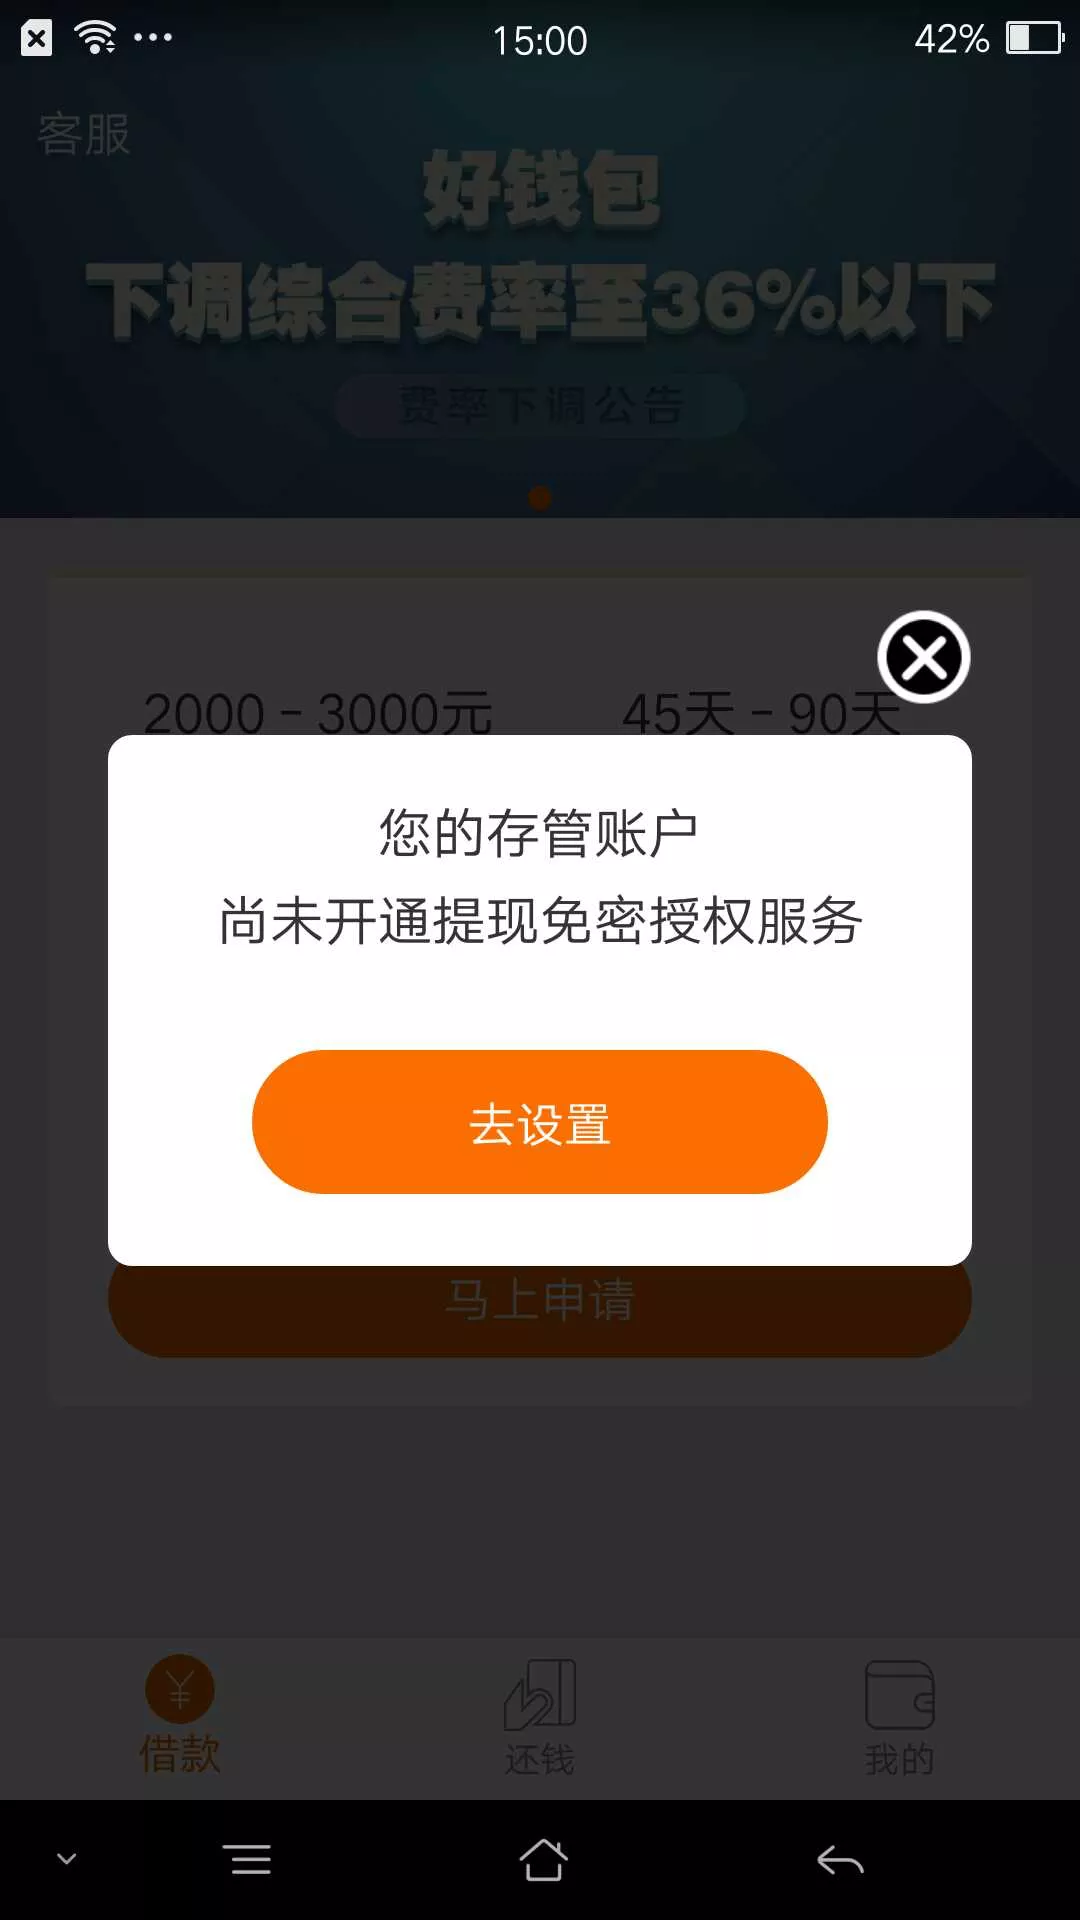 15:00
42%
客服
好钱包
下调综合费率至36%以下
费率下调公告
2000 - 3000元
45天 - 90天
您的存管账户
尚未开通提现免密授权服务
去设置
马上申请
借款
还钱
我的